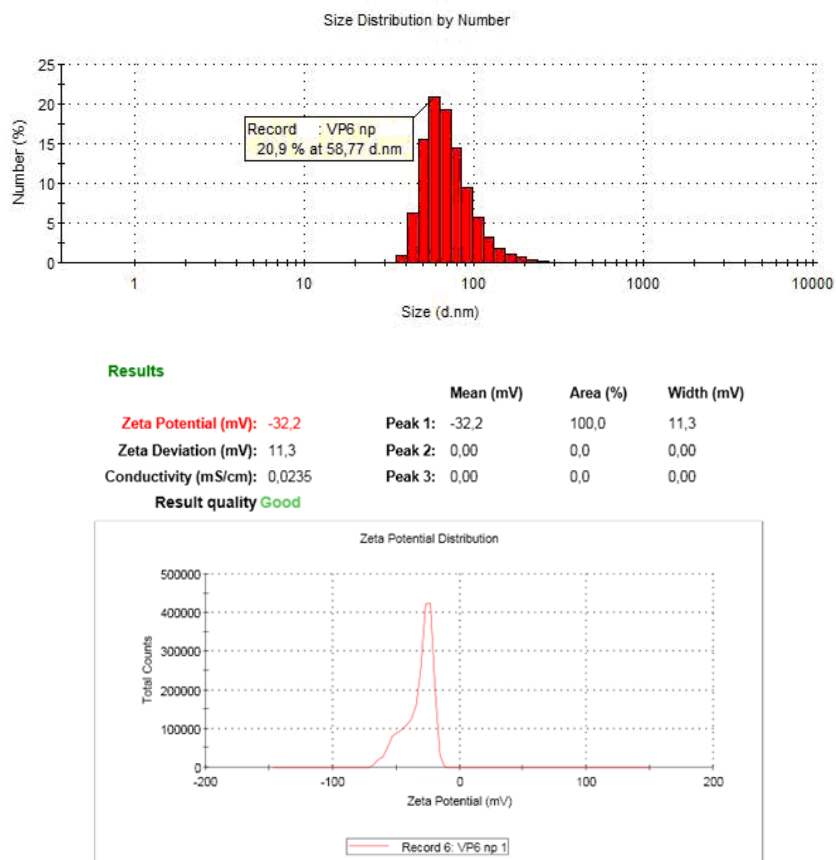 Size Distribution by Number
25
20
15
10
5
0
Number (%)
Record : VP6 np
20,9 % at 58,77 d.nm
1 10 100 1000 10000
Size (d.nm)
Results
Mean (mV) Area (%) Width (mV)
Zeta Potential (mV): -32,2 Peak 1: -32,2 100,0 11,3
Zeta Deviation (mV): 11,3 Peak 2: 0,00 0,0 0,00
Conductivity (mS/cm): 0,0235 Peak 3: 0,00 0,0 0,00
Result quality Good
Zeta Potential Distribution
500000
400000
300000
200000
100000
0
Total Counts
-200 -100 0 100 200
Zeta Potential (mV)
Record 6: VP6 np 1